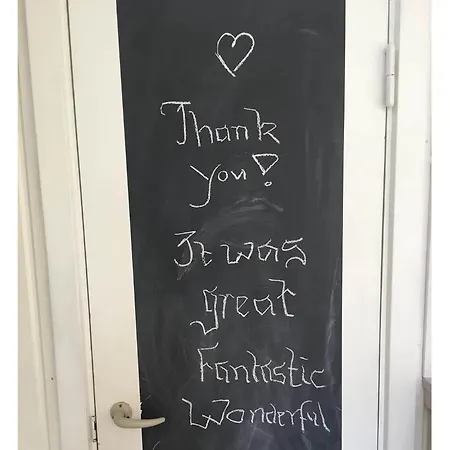 Thank
you!
It was
great
Fantastic
Wonderful